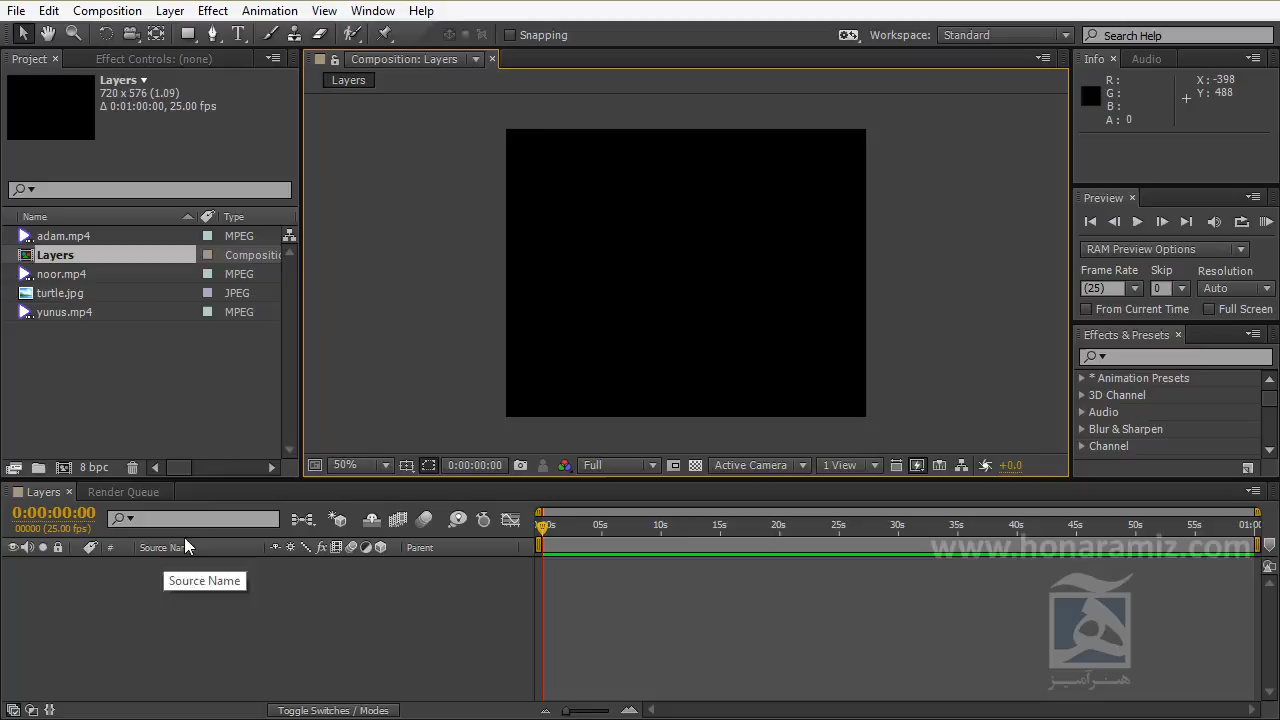 File Edit Composition Layer Effect Animation View Window Help
Snapping Workspace: Standard Search Help
Project × Effect Controls: (none) Composition: Layers × Info × Audio
Layers
720 x 576 (1.09)
Δ 0:01:00:00, 25.00 fps
Layers
R :
G :
B :
A : 0
X : -398
Y : 488
Name Type
adam.mp4 MPEG
Layers Compositi
noor.mp4 MPEG
turtle.jpg JPEG
yunus.mp4 MPEG
8 bpc
50% 0:00:00:00 Full Active Camera 1 View +0.0
Preview ×
RAM Preview Options
Frame Rate Skip Resolution
(25) 0 Auto
From Current Time Full Screen
Effects & Presets ×
* Animation Presets
3D Channel
Audio
Blur & Sharpen
Channel
Layers × Render Queue
0:00:00:00
00000 (25.00 fps)
# Source Nam fx Parent
Source Name
00s 05s 10s 15s 20s 25s 30s 35s 40s 45s 50s 55s 01:0
www.honaramiz.com
هنرآمیز
Toggle Switches / Modes